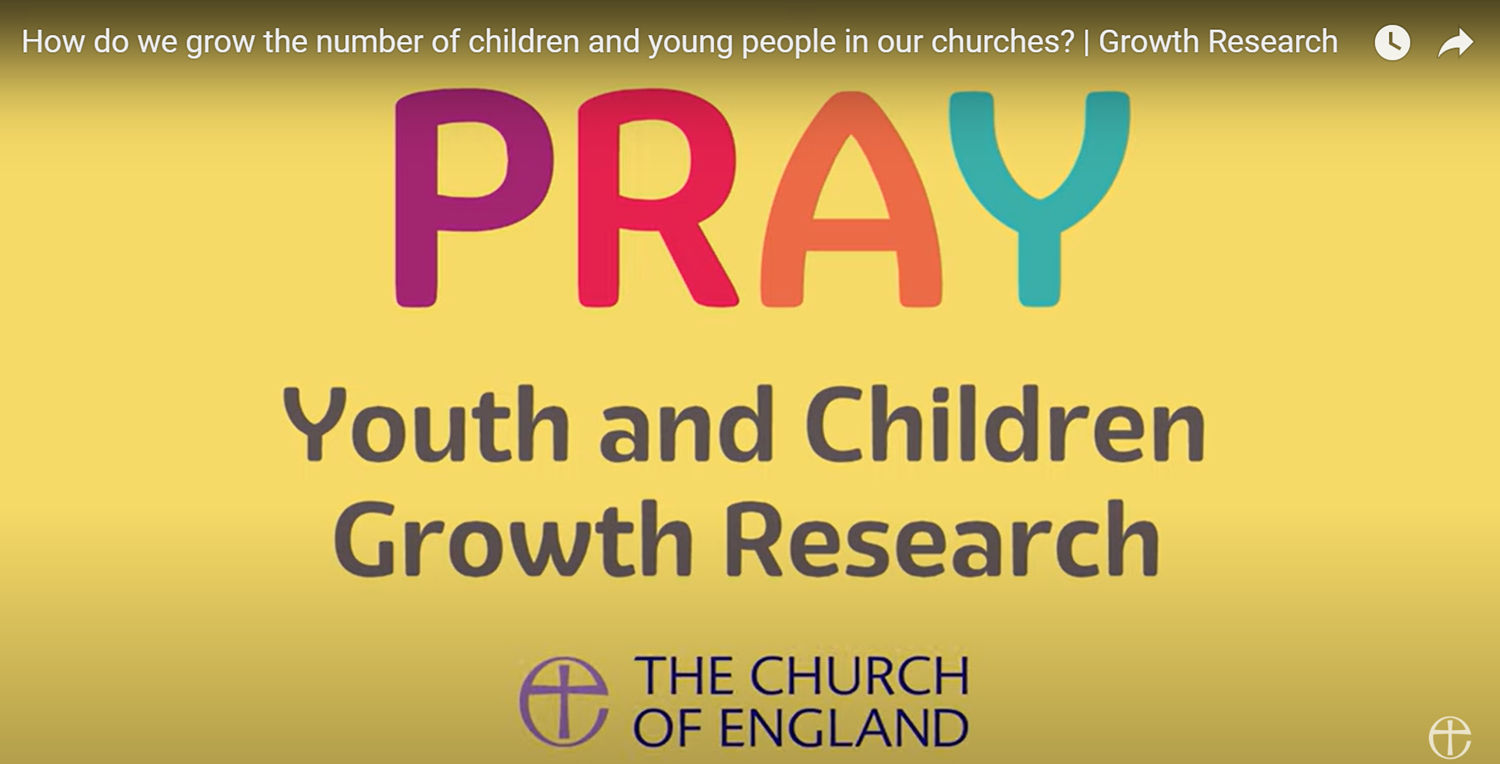 How do we grow the number of children and young people in our churches? | Growth Research
PRAY
Youth and Children
Growth Research
THE CHURCH
OF ENGLAND